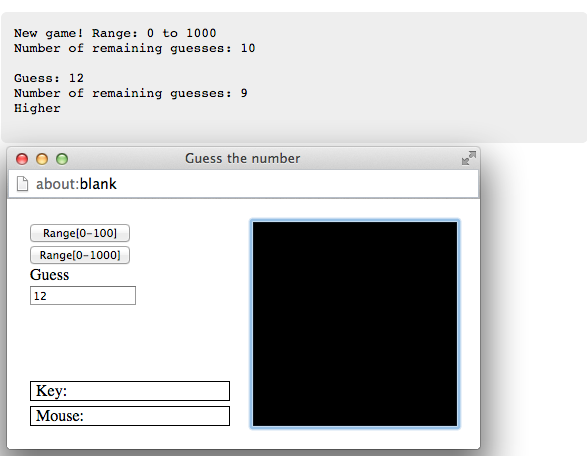 New game! Range: 0 to 1000
Number of remaining guesses: 10
Guess: 12
Number of remaining guesses: 9
Higher
Guess the number
about:blank
Range[0-100]
Range[0-1000]
Guess
12
Key:
Mouse: